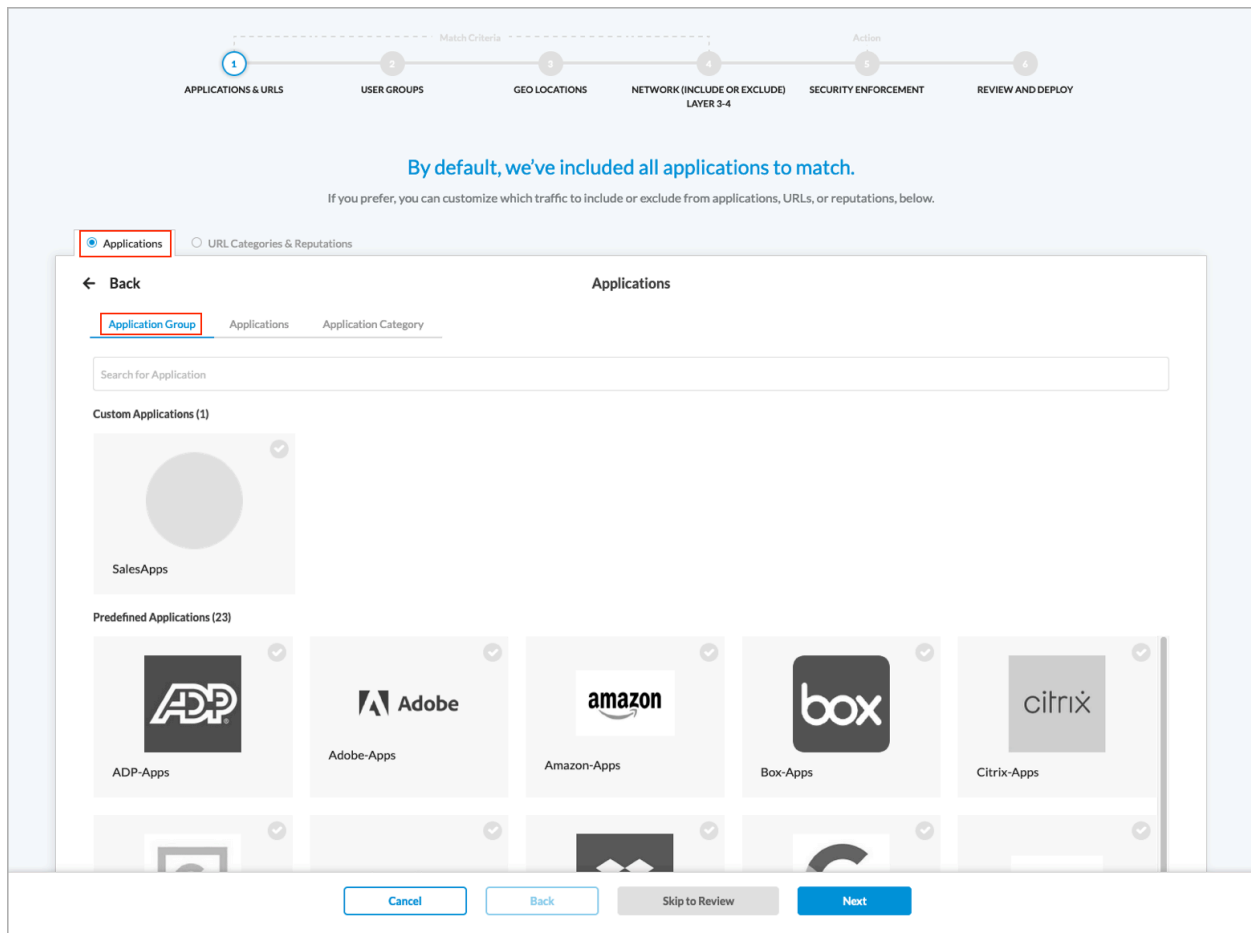 Match Criteria
Action
1
2
3
4
5
6
APPLICATIONS & URLS
USER GROUPS
GEO LOCATIONS
NETWORK (INCLUDE OR EXCLUDE)
LAYER 3-4
SECURITY ENFORCEMENT
REVIEW AND DEPLOY
By default, we've included all applications to match.
If you prefer, you can customize which traffic to include or exclude from applications, URLs, or reputations, below.
Applications
URL Categories & Reputations
Back
Applications
Application Group
Applications
Application Category
Search for Application
Custom Applications (1)
SalesApps
Predefined Applications (23)
ADP
Adobe
amazon
box
citrix
ADP-Apps
Adobe-Apps
Amazon-Apps
Box-Apps
Citrix-Apps
Cancel
Back
Skip to Review
Next